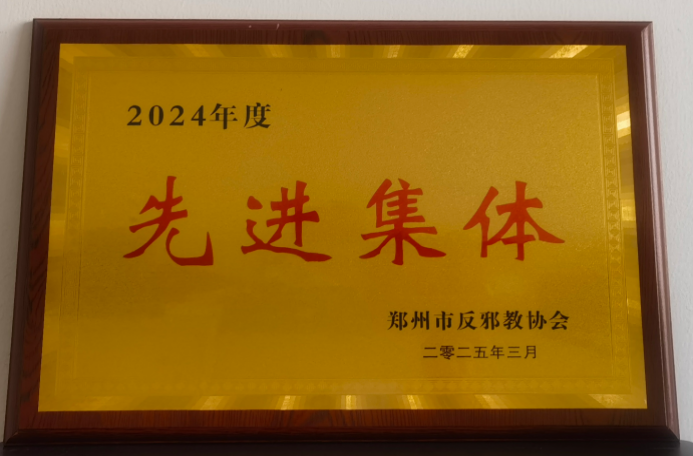 2024年度
先进集体
郑州市反邪教协会
二零二五年三月